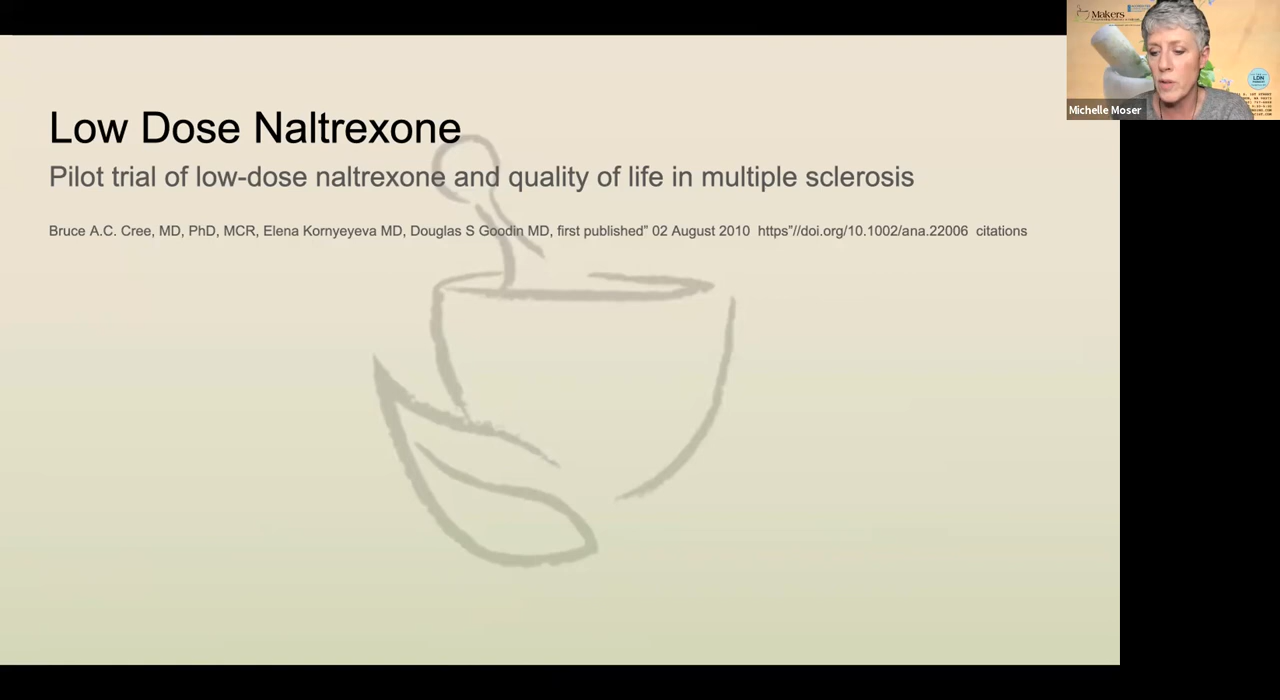 Low Dose Naltrexone
Pilot trial of low-dose naltrexone and quality of life in multiple sclerosis
Bruce A.C. Cree, MD, PhD, MCR, Elena Kornyeyeva MD, Douglas S Goodin MD, first published” 02 August 2010 https”//doi.org/10.1002/ana.22006 citations
Makers
LDN
Michelle Moser